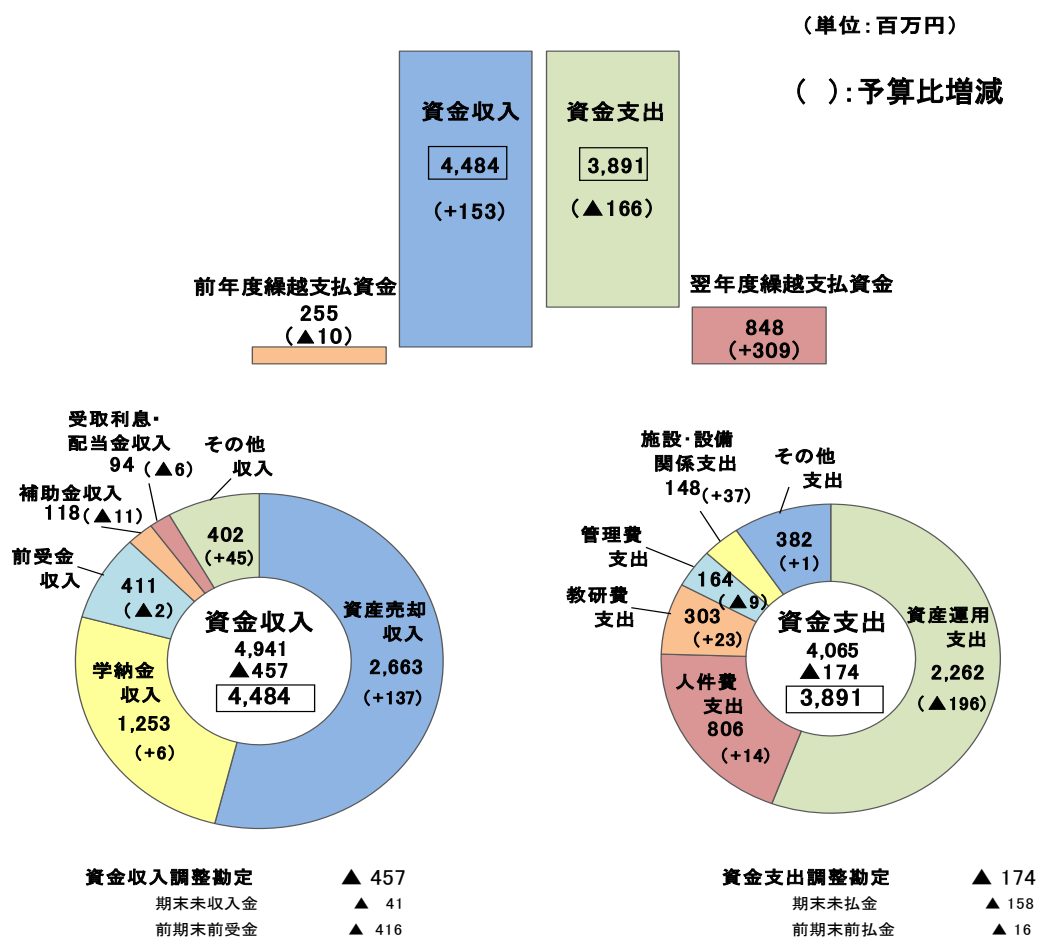 (単位:百万円)
( ):予算比増減
資金収入
4,484
(+153)
資金支出
3,891
(▲166)
前年度繰越支払資金
255
(▲10)
翌年度繰越支払資金
848
(+309)
受取利息・
配当金収入
94(▲6)
その他
収入
402
(+45)
補助金収入
118(▲11)
前受金
収入
411
(▲2)
学納金
収入
1,253
(+6)
資産売却
収入
2,663
(+137)
資金収入
4,941
▲457
4,484
施設・設備
関係支出
148(+37)
その他
支出
382
(+1)
管理費
支出
164
(▲9)
教研費
支出
303
(+23)
人件費
支出
806
(+14)
資産運用
支出
2,262
(▲196)
資金支出
4,065
▲174
3,891
資金収入調整勘定 ▲ 457
期末未収入金 ▲ 41
前期末前受金 ▲ 416
資金支出調整勘定 ▲ 174
期末未払金 ▲ 158
前期末前払金 ▲ 16